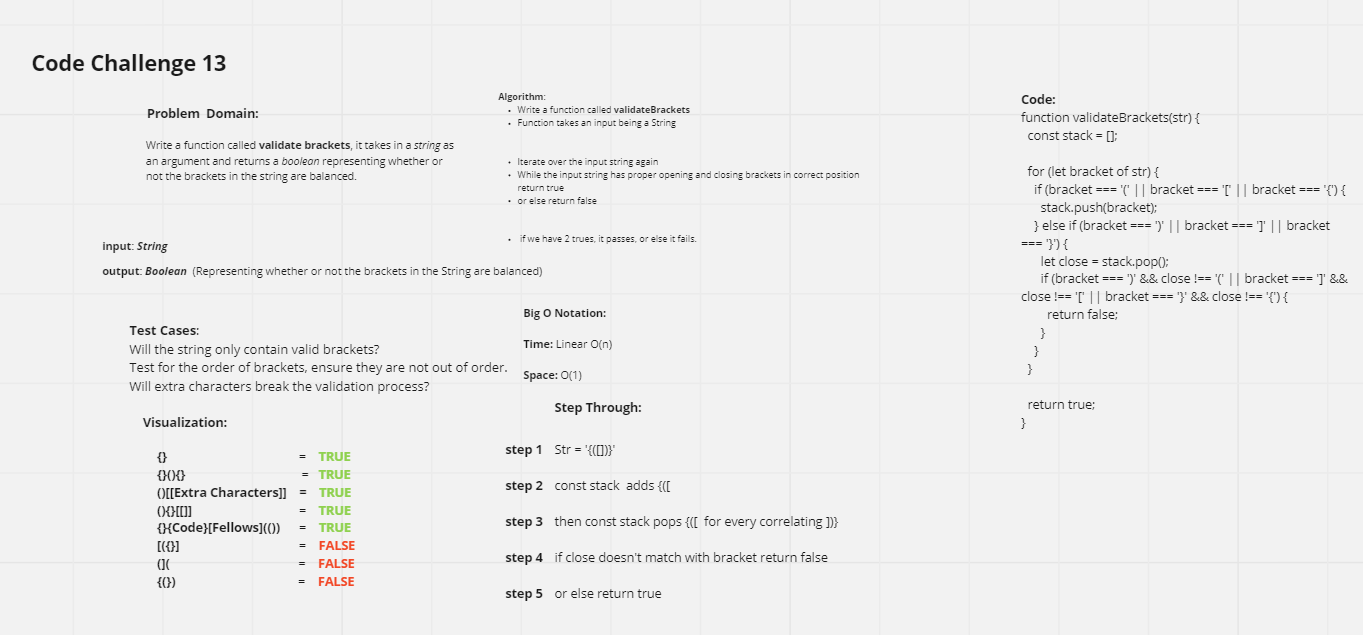 Code Challenge 13
Problem Domain:
Write a function called validate brackets, it takes in a string as
an argument and returns a boolean representing whether or
not the brackets in the string are balanced.
input: String
output: Boolean (Representing whether or not the brackets in the String are balanced)
Test Cases:
Will the string only contain valid brackets?
Test for the order of brackets, ensure they are not out of order.
Will extra characters break the validation process?
Visualization:
{} = TRUE
{}(){} = TRUE
()[[Extra Characters]] = TRUE
(){}[[]] = TRUE
{}{Code}[Fellows](()) = TRUE
[({}] = FALSE
(]( = FALSE
{(}) = FALSE
Algorithm:
• Write a function called validateBrackets
• Function takes an input being a String
• Iterate over the input string again
• While the input string has proper opening and closing brackets in correct position
return true
• or else return false
• if we have 2 trues, it passes, or else it fails.
Big O Notation:
Time: Linear O(n)
Space: O(1)
Step Through:
step 1 Str = '{([])}'
step 2 const stack adds {([
step 3 then const stack pops {([ for every correlating ])}
step 4 if close doesn't match with bracket return false
step 5 or else return true
Code:
function validateBrackets(str) {
const stack = [];
for (let bracket of str) {
if (bracket === '(' || bracket === '[' || bracket === '{') {
stack.push(bracket);
} else if (bracket === ')' || bracket === ']' || bracket
=== '}') {
let close = stack.pop();
if (bracket === ')' && close !== '(' || bracket === ']' &&
close !== '[' || bracket === '}' && close !== '{') {
return false;
}
}
}
return true;
}